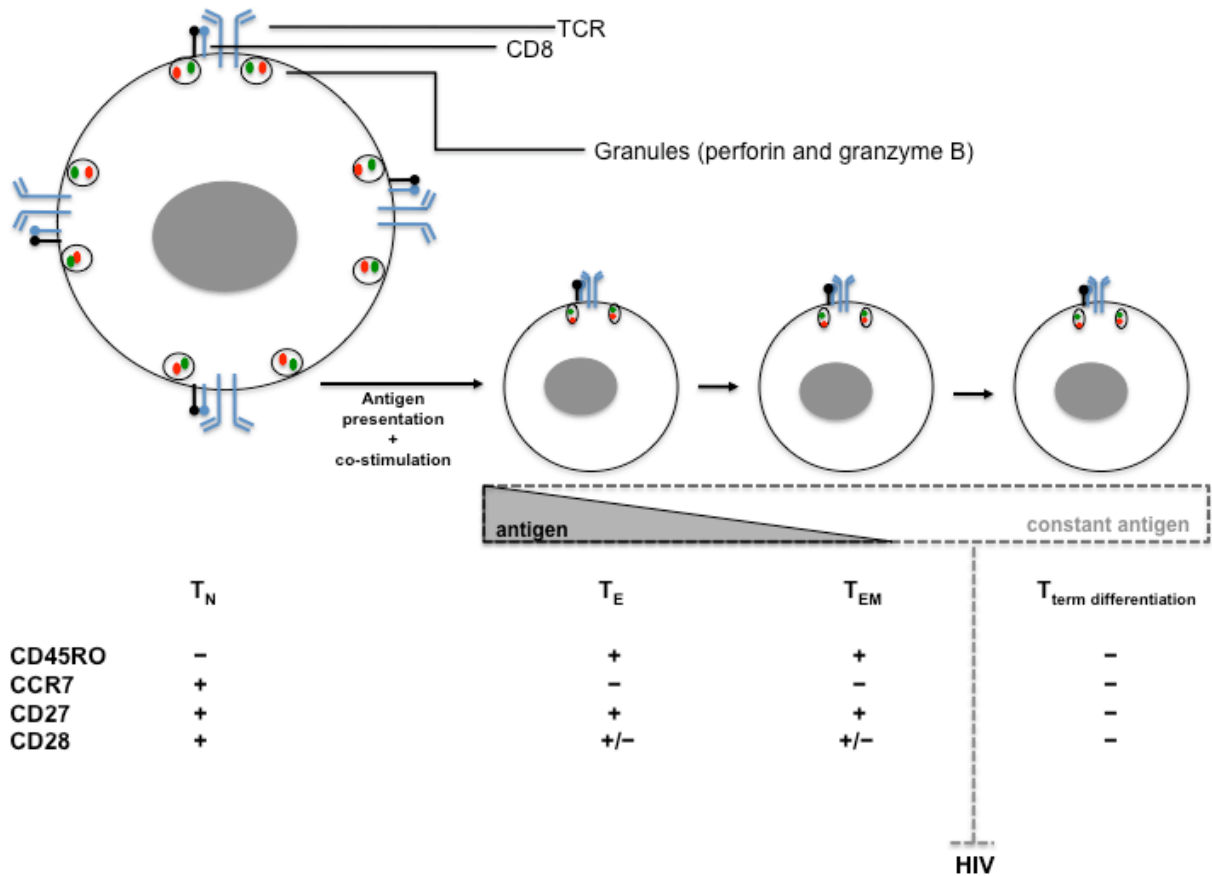 TCR
CD8
Granules (perforin and granzyme B)
Antigen
presentation
+
co-stimulation
antigen
constant antigen
TN TE TEM Tterm differentiation
CD45RO − + + −
CCR7 + − − −
CD27 + + + −
CD28 + +/− +/− −
HIV